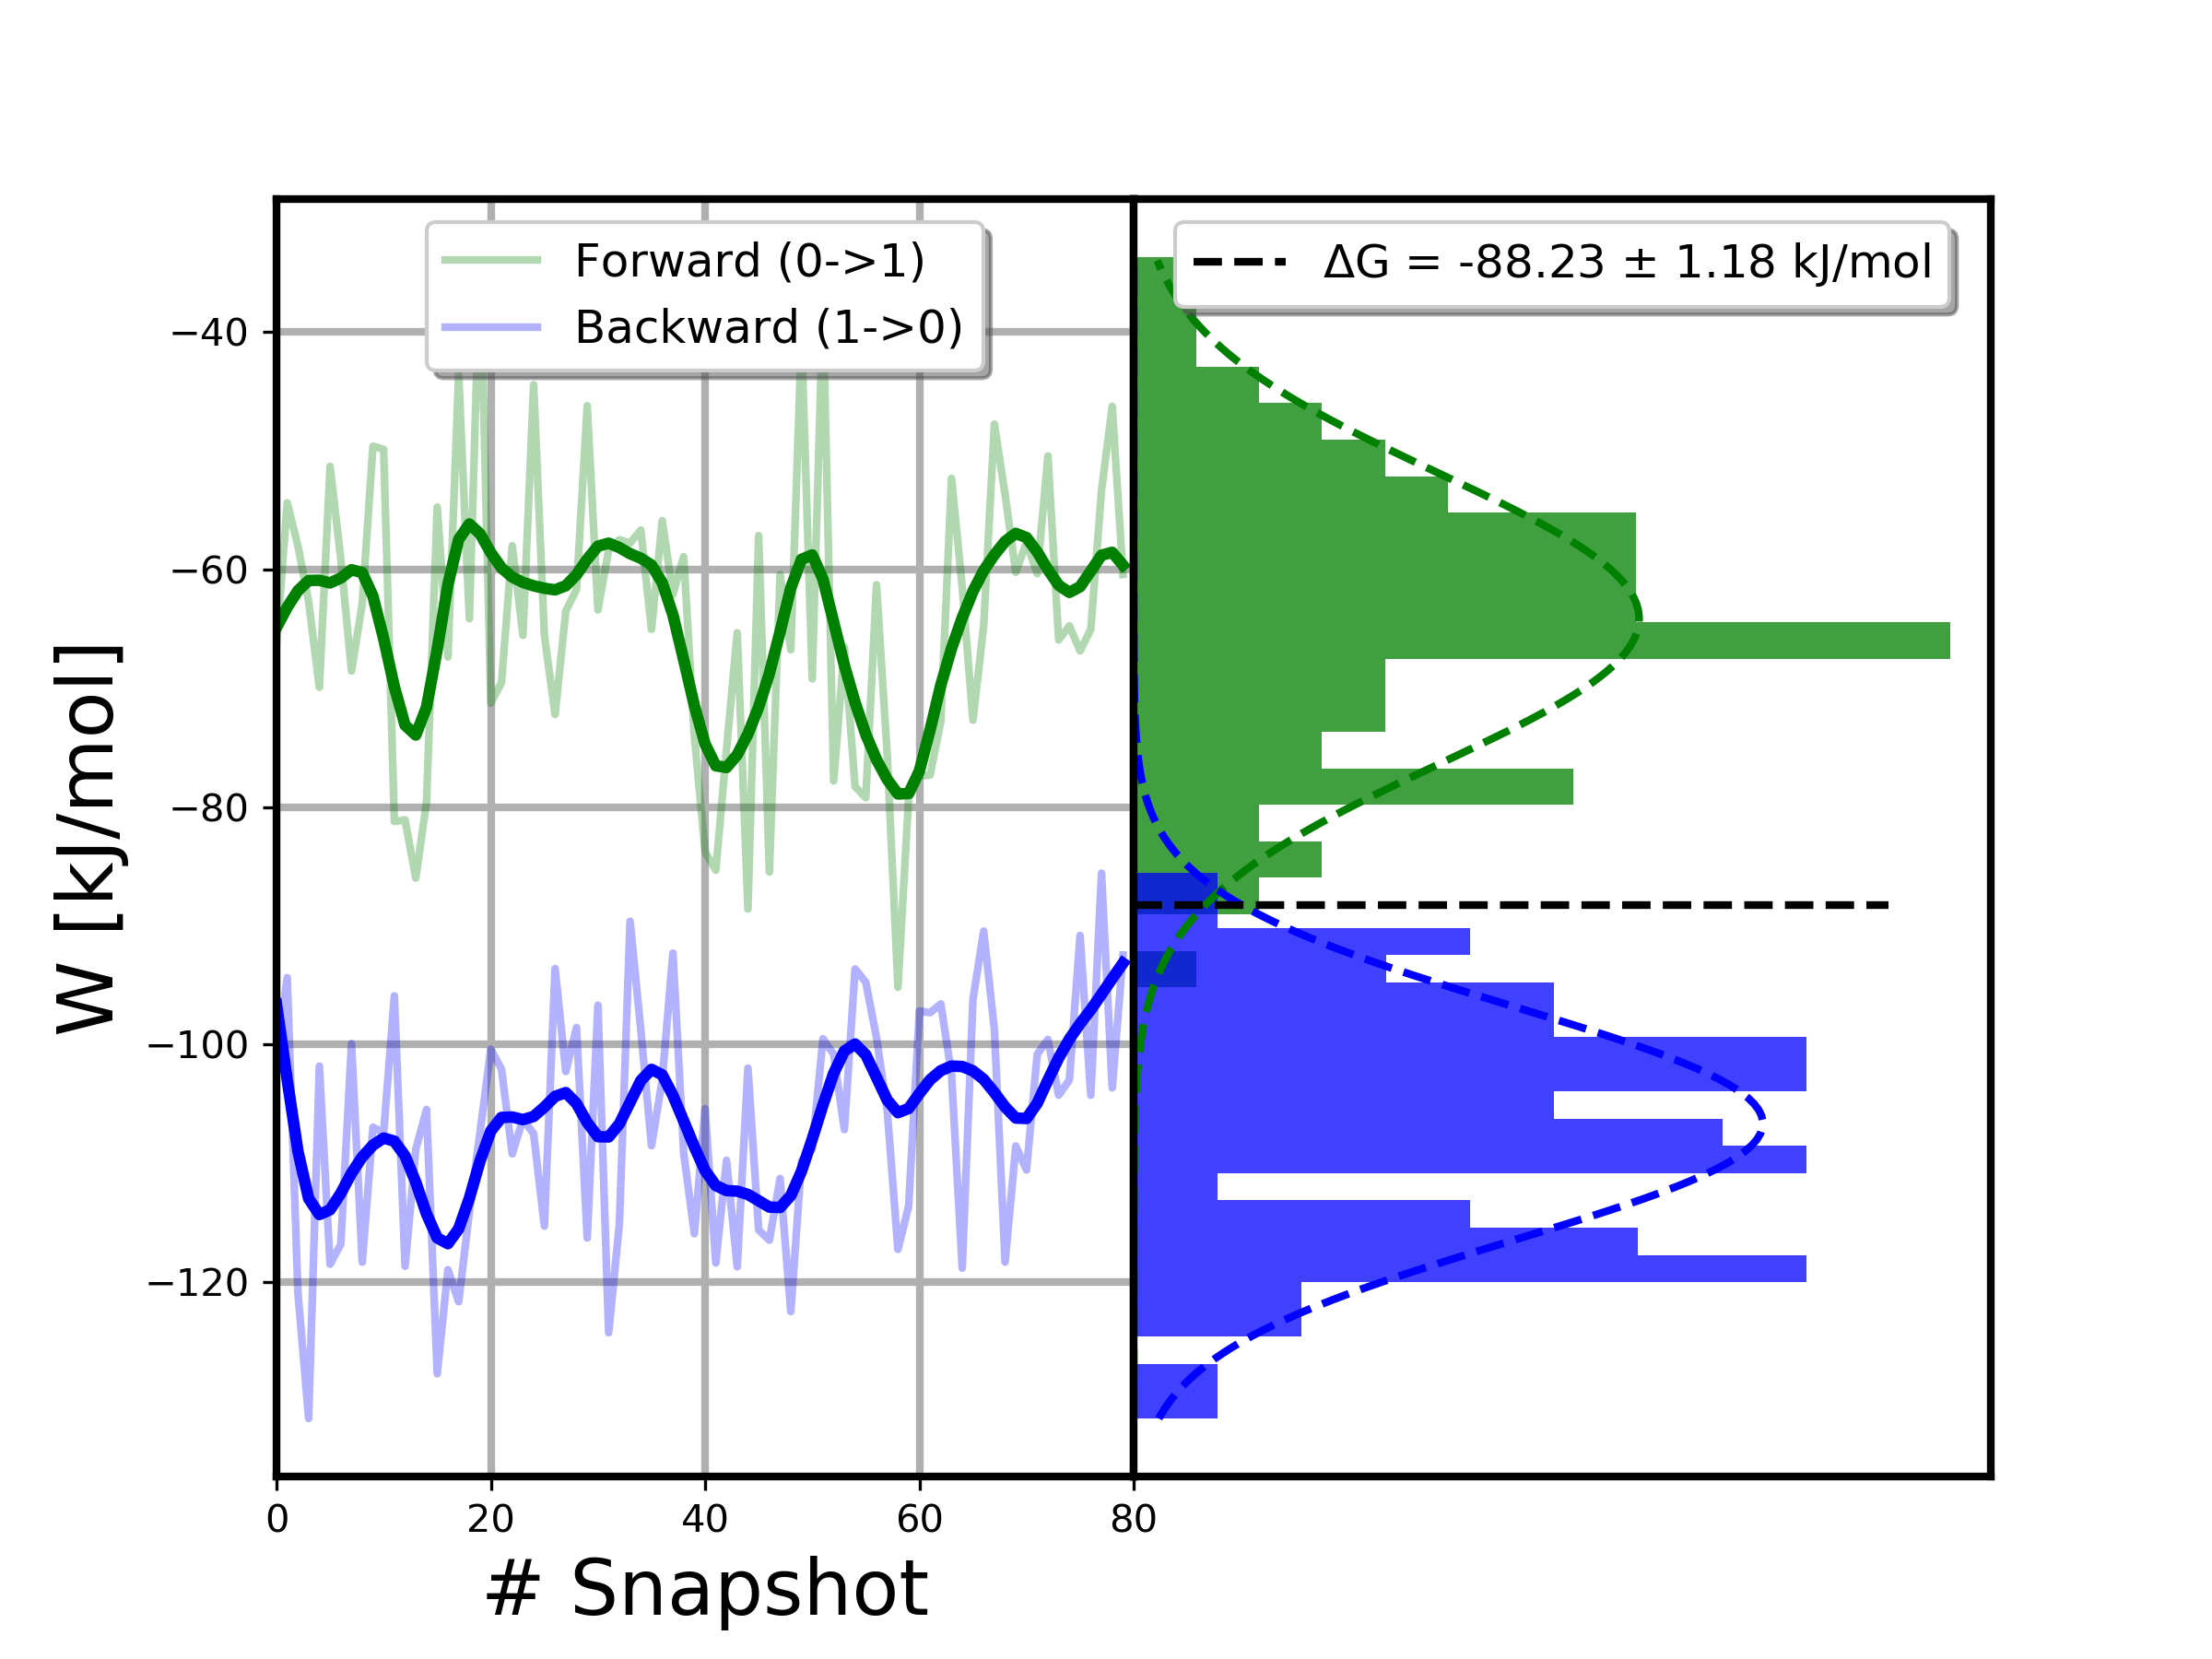 Forward (0->1)
Backward (1->0)
ΔG = -88.23 ± 1.18 kJ/mol
W [kJ/mol]
−40
−60
−80
−100
−120
0 20 40 60 80
# Snapshot